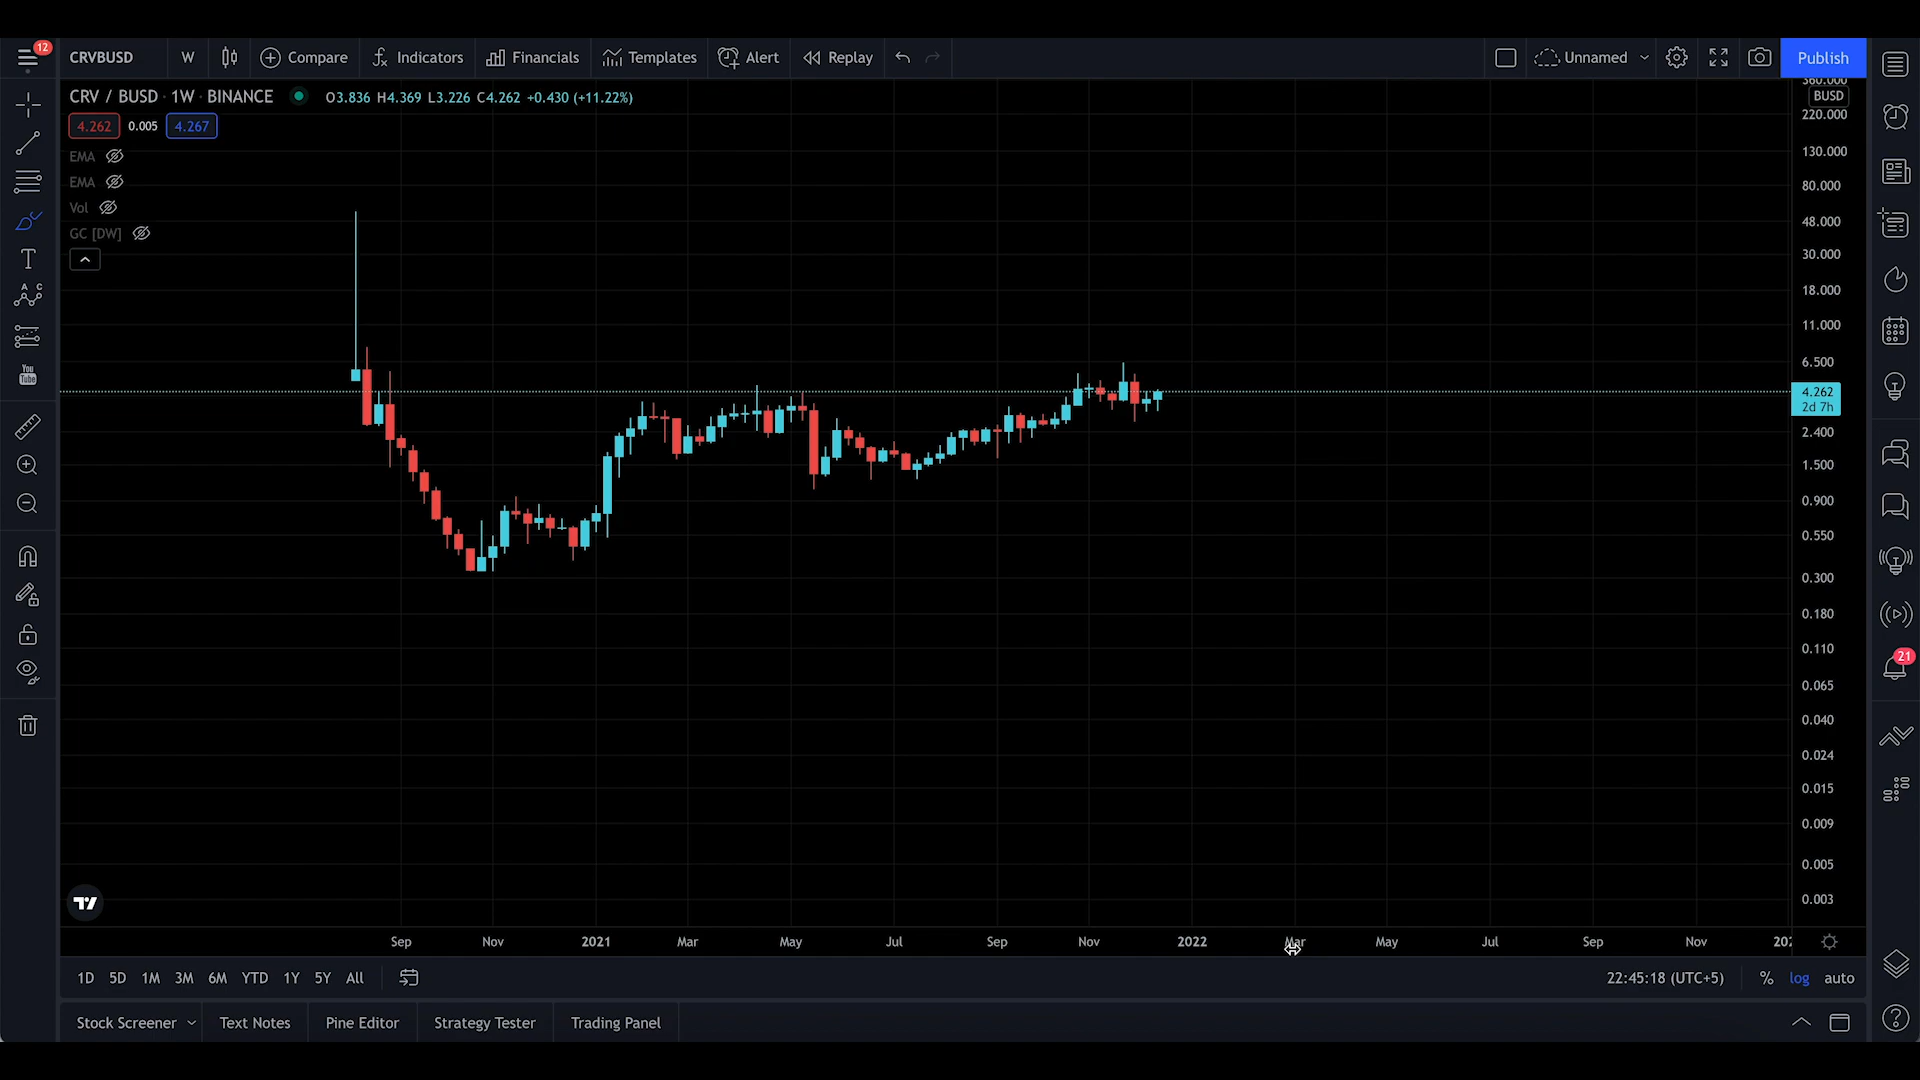 12
CRVBUSD W Compare Indicators Financials Templates Alert Replay Unnamed Publish
CRV / BUSD · 1W · BINANCE O3.836 H4.369 L3.226 C4.262 +0.430 (+11.22%)
4.262 0.005 4.267
EMA
EMA
Vol
GC [DW]
A C
You
Tube
360.000
BUSD
220.000
130.000
80.000
48.000
30.000
18.000
11.000
6.500
4.262
2d 7h
2.400
1.500
0.900
0.550
0.300
0.180
0.110
0.065
0.040
0.024
0.015
0.009
0.005
0.003
21
Sep Nov 2021 Mar May Jul Sep Nov 2022 Mar May Jul Sep Nov 202
1D 5D 1M 3M 6M YTD 1Y 5Y All 22:45:18 (UTC+5) % log auto
Stock Screener Text Notes Pine Editor Strategy Tester Trading Panel